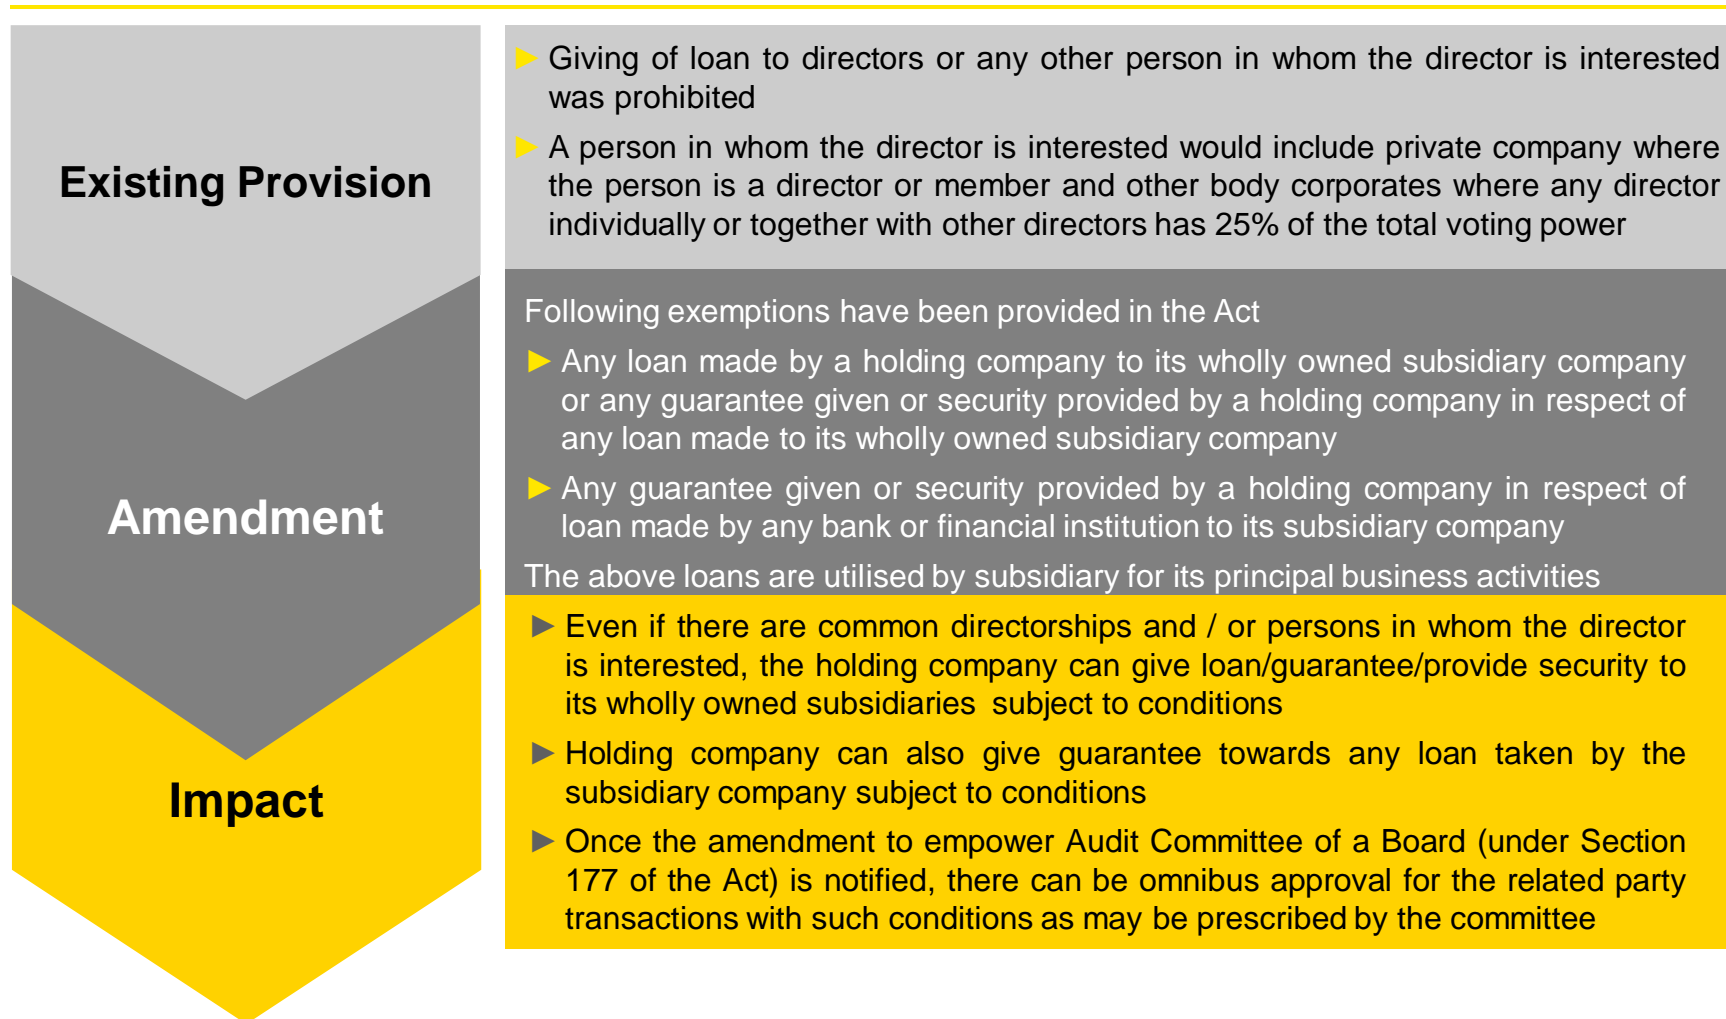 Existing Provision
► Giving of loan to directors or any other person in whom the director is interested
was prohibited
► A person in whom the director is interested would include private company where
the person is a director or member and other body corporates where any director
individually or together with other directors has 25% of the total voting power
Amendment
Following exemptions have been provided in the Act
► Any loan made by a holding company to its wholly owned subsidiary company
or any guarantee given or security provided by a holding company in respect of
any loan made to its wholly owned subsidiary company
► Any guarantee given or security provided by a holding company in respect of
loan made by any bank or financial institution to its subsidiary company
The above loans are utilised by subsidiary for its principal business activities
Impact
► Even if there are common directorships and / or persons in whom the director
is interested, the holding company can give loan/guarantee/provide security to
its wholly owned subsidiaries subject to conditions
► Holding company can also give guarantee towards any loan taken by the
subsidiary company subject to conditions
► Once the amendment to empower Audit Committee of a Board (under Section
177 of the Act) is notified, there can be omnibus approval for the related party
transactions with such conditions as may be prescribed by the committee